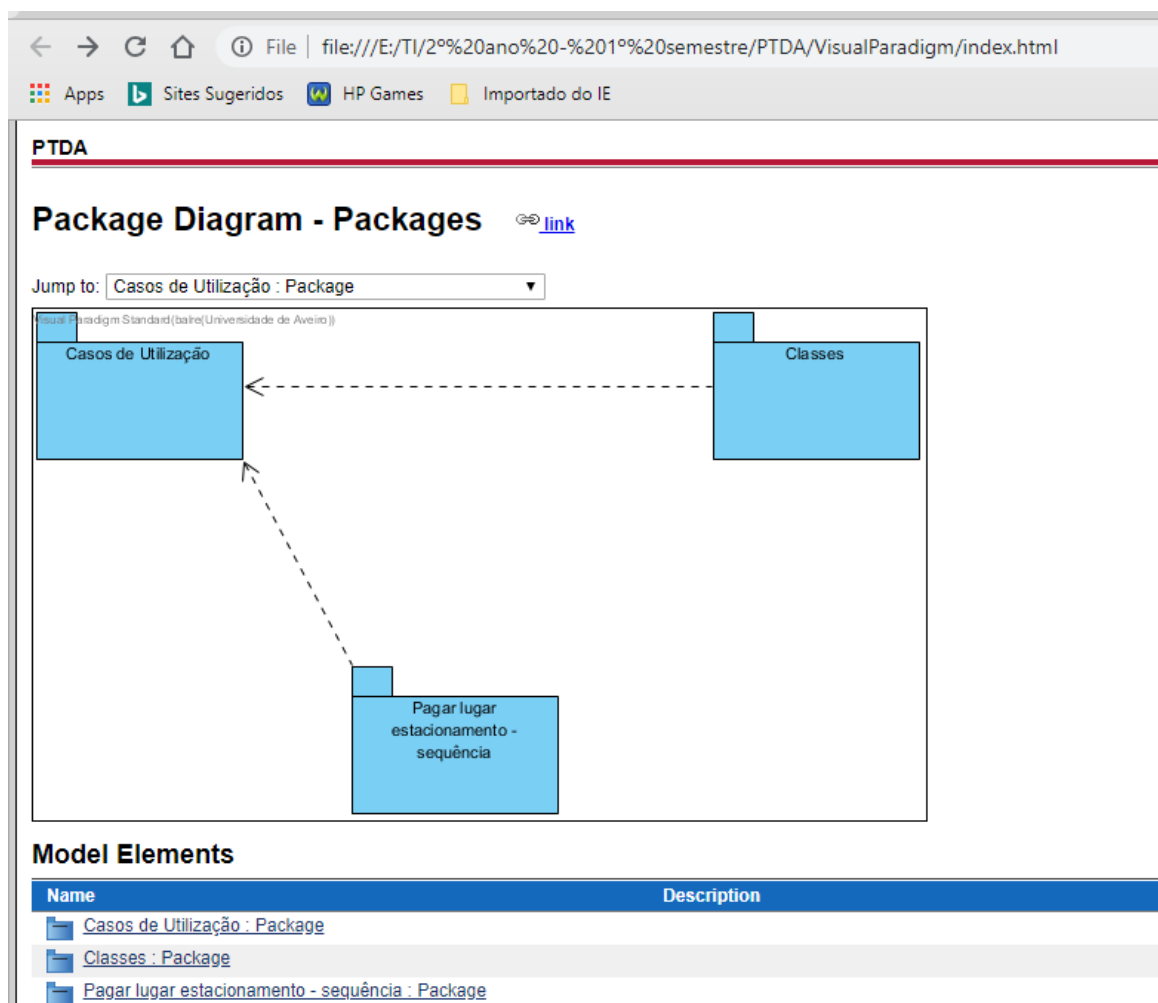 File file:///E:/TI/2º%20ano%20-%201º%20semestre/PTDA/VisualParadigm/index.html
Apps Sites Sugeridos HP Games Importado do IE
PTDA
Package Diagram - Packages link
Jump to: Casos de Utilização : Package
Visual Paradigm Standard(balre(Universidade de Aveiro))
Casos de Utilização
Classes
Pagar lugar
estacionamento -
sequência
Model Elements
Name Description
Casos de Utilização : Package
Classes : Package
Pagar lugar estacionamento - sequência : Package